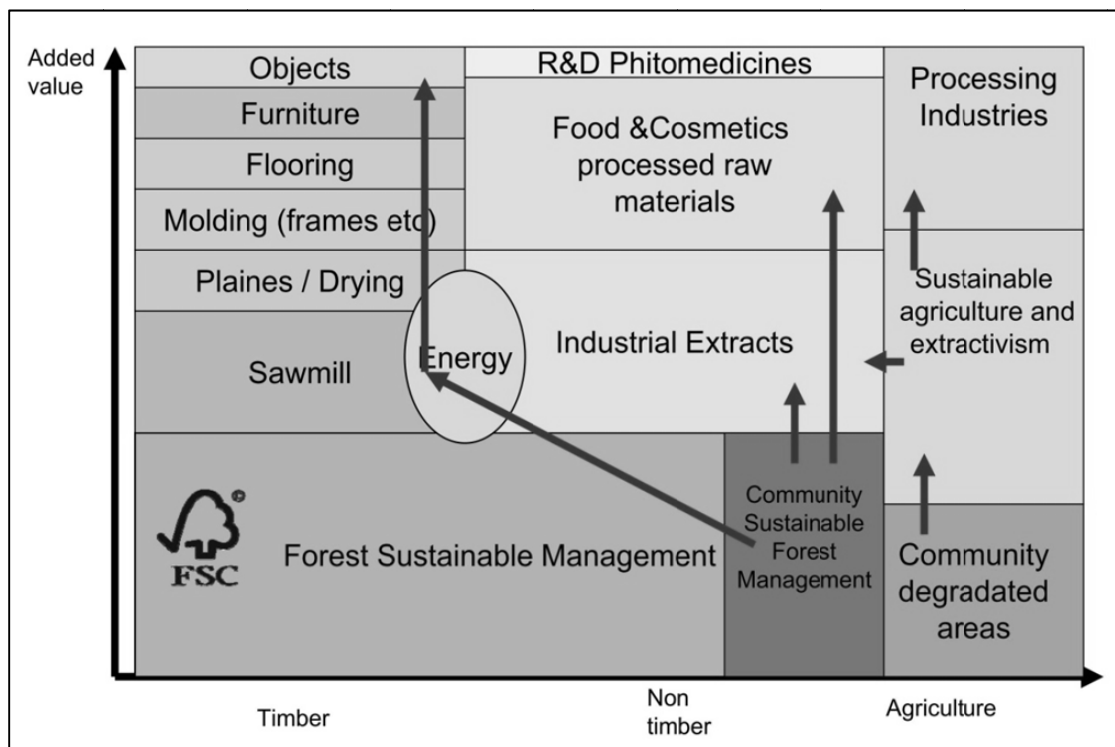 Added
value
Objects
Furniture
Flooring
Molding (frames etc)
Plaines / Drying
Sawmill
Energy
R&D Phitomedicines
Food &Cosmetics
processed raw
materials
Industrial Extracts
Processing
Industries
Sustainable
agriculture and
extractivism
©
FSC
Forest Sustainable Management
Community
Sustainable
Forest
Management
Community
degradated
areas
Timber
Non
timber
Agriculture